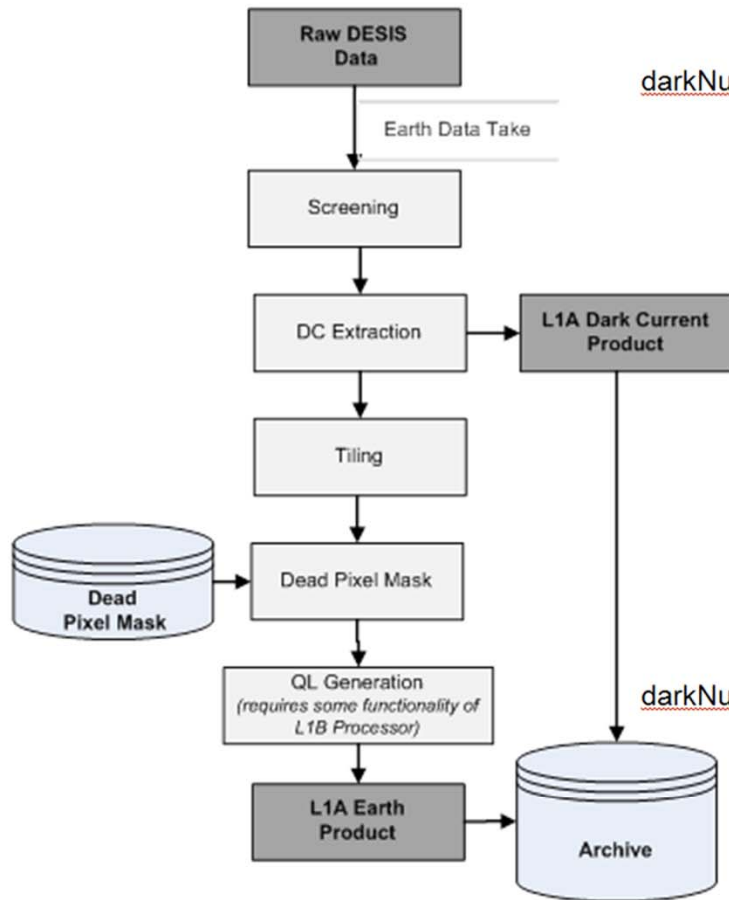 Raw DESIS
Data
darkNu
Earth Data Take
Screening
DC Extraction
L1A Dark Current
Product
Tiling
Dead
Pixel Mask
Dead Pixel Mask
QL Generation
(requires some functionality of
L1B Processor)
darkNu
L1A Earth
Product
Archive